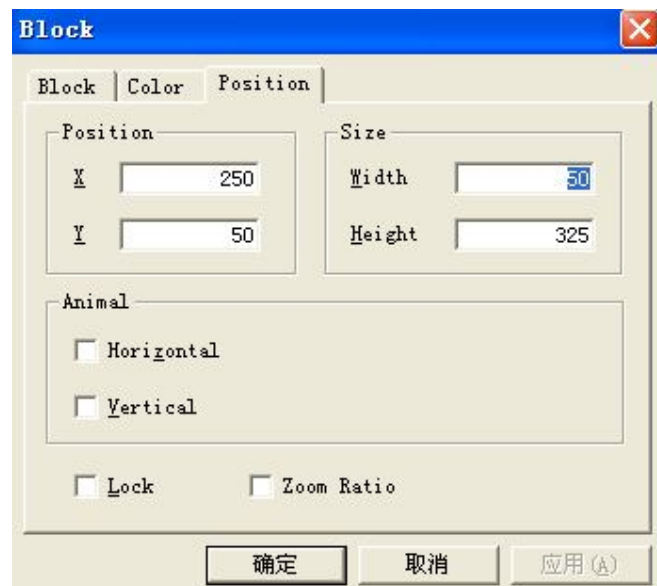 Block
Block Color Position
Position
X 250
Y 50
Size
Width 50
Height 325
Animal
Horizontal
Vertical
Lock Zoom Ratio
确定 取消 应用(A)